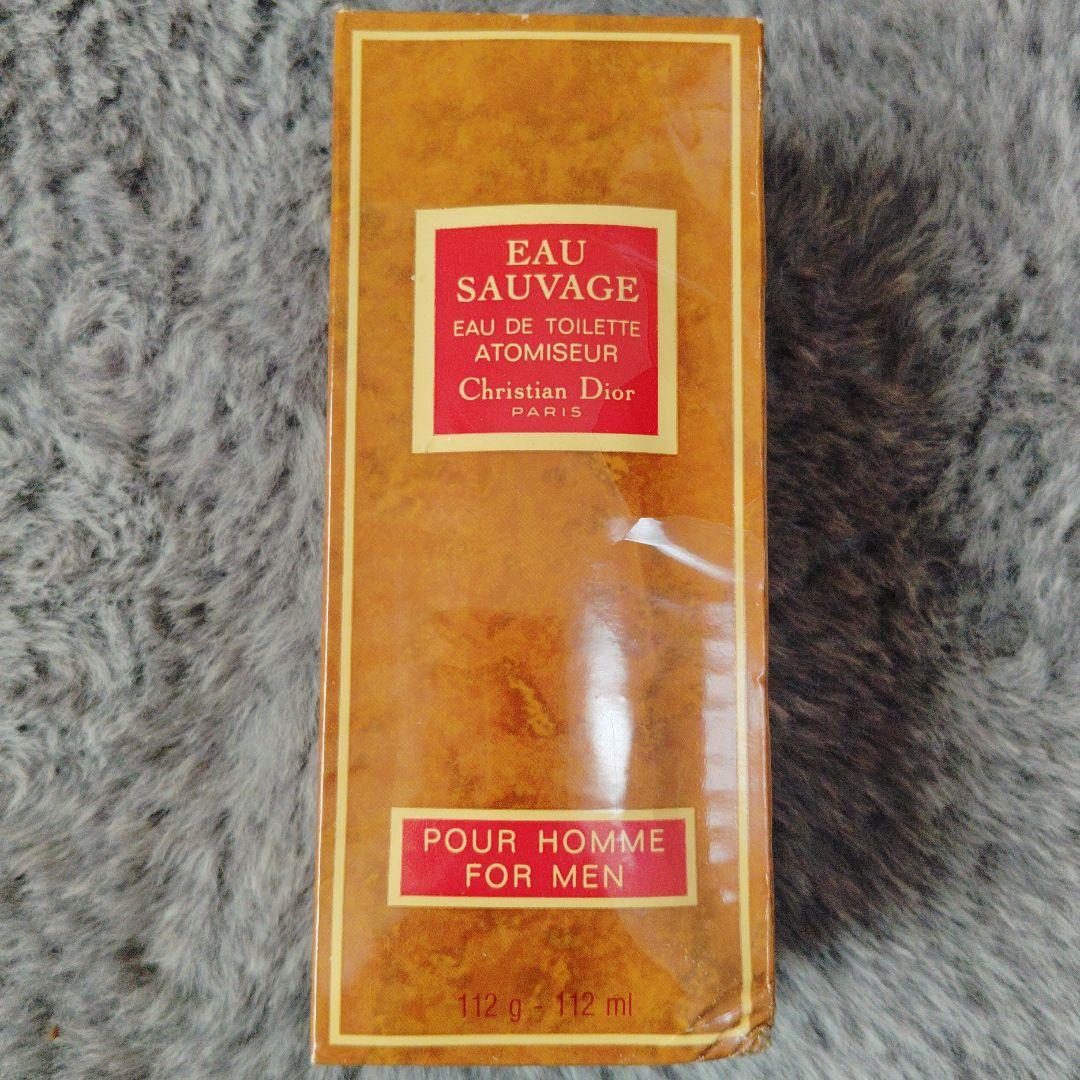 EAU
SAUVAGE
EAU DE TOILETTE
ATOMISEUR
Christian Dior
PARIS
POUR HOMME
FOR MEN
112 g - 112 ml